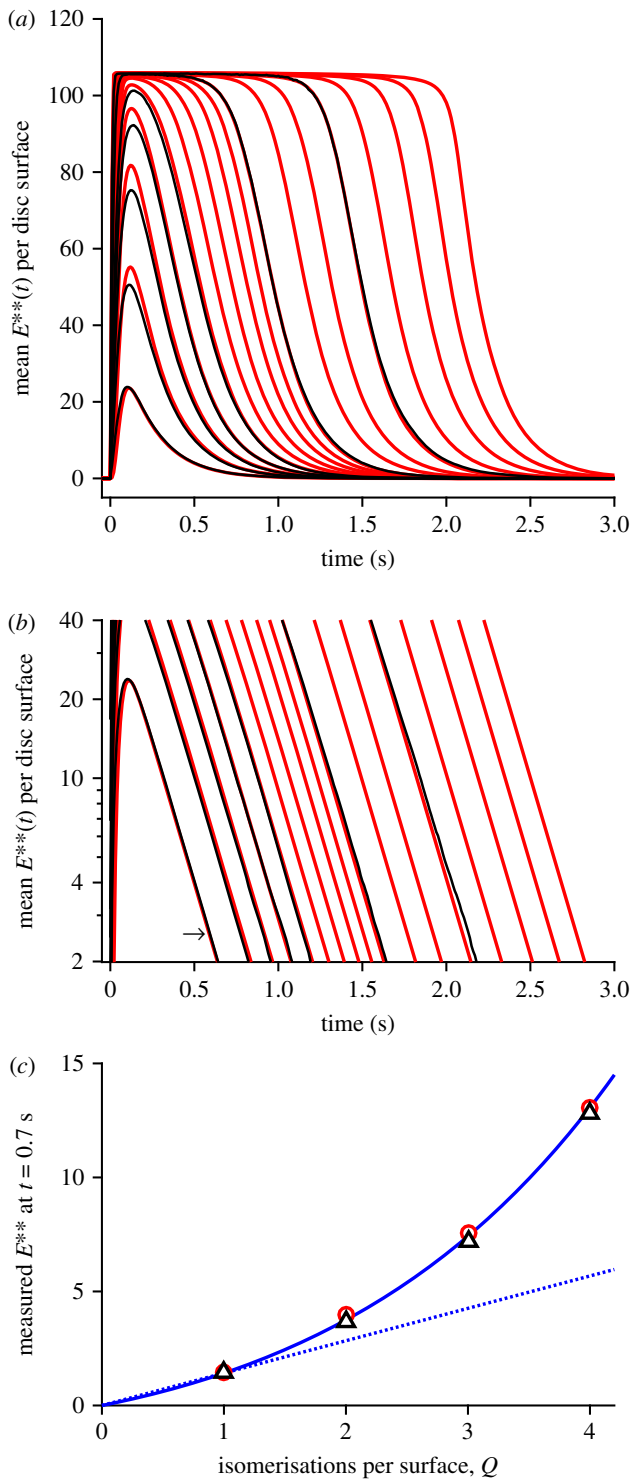 (a)
120
100
80
60
40
20
0
mean E**(t) per disc surface
0 0.5 1.0 1.5 2.0 2.5 3.0
time (s)
(b)
40
20
10
4
2
mean E**(t) per disc surface
→
0 0.5 1.0 1.5 2.0 2.5 3.0
time (s)
(c)
15
10
5
0
measured E** at t = 0.7 s
0 1 2 3 4
isomerisations per surface, Q